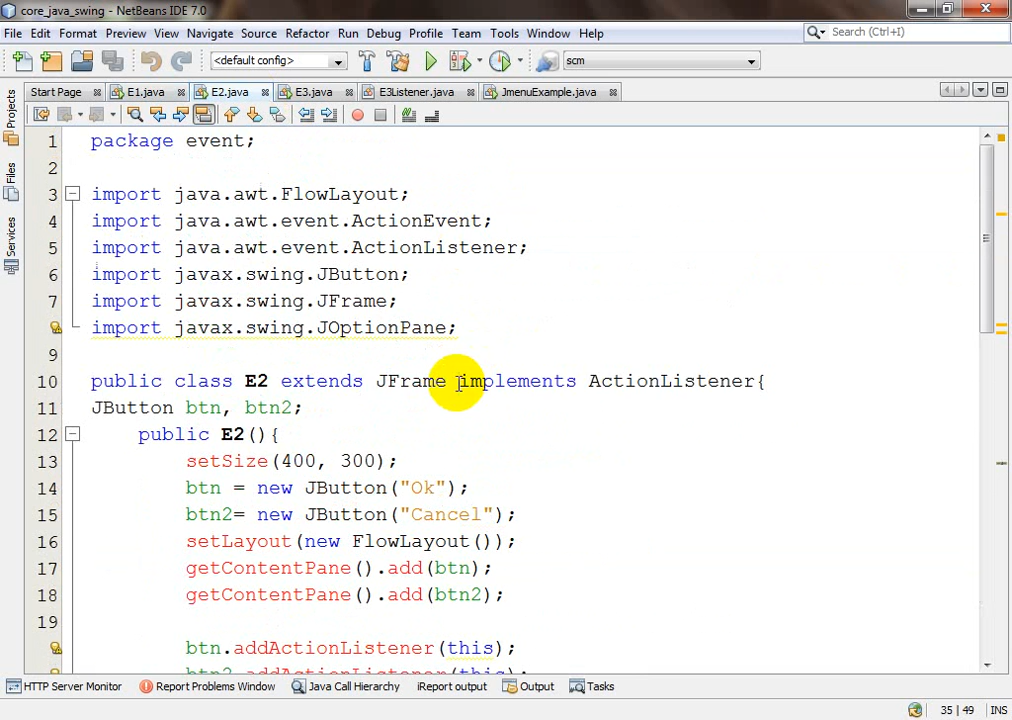 core_java_swing - NetBeans IDE 7.0
File Edit Format Preview View Navigate Source Refactor Run Debug Profile Team Tools Window Help
Search (Ctrl+I)
<default config>
scm
Start Page E1.java E2.java E3.java E3Listener.java JmenuExample.java
Projects
Files
Services
1 package event;
2
3 import java.awt.FlowLayout;
4 import java.awt.event.ActionEvent;
5 import java.awt.event.ActionListener;
6 import javax.swing.JButton;
7 import javax.swing.JFrame;
import javax.swing.JOptionPane;
9
10 public class E2 extends JFrame implements ActionListener{
11 JButton btn, btn2;
12 public E2(){
13 setSize(400, 300);
14 btn = new JButton("Ok");
15 btn2= new JButton("Cancel");
16 setLayout(new FlowLayout());
17 getContentPane().add(btn);
18 getContentPane().add(btn2);
19
btn.addActionListener(this);
btn2.addActionListener(this);
HTTP Server Monitor Report Problems Window Java Call Hierarchy iReport output Output Tasks
35 | 49 INS